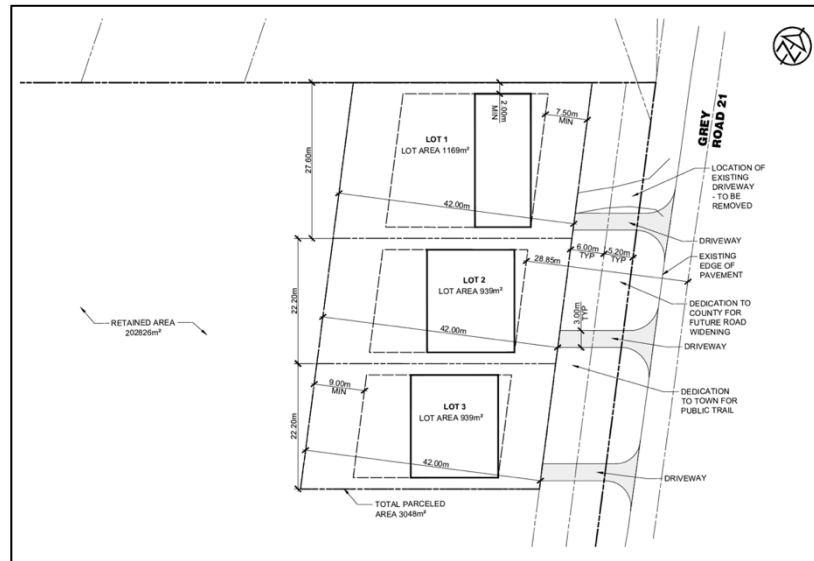 GREY
ROAD 21
2.00m
MIN
7.50m
MIN
LOT 1
LOT AREA 1169m²
27.60m
42.00m
LOCATION OF
EXISTING
DRIVEWAY
- TO BE
REMOVED
DRIVEWAY
6.00m
TYP
5.20m
TYP
28.85m
EXISTING
EDGE OF
PAVEMENT
LOT 2
LOT AREA 939m²
22.20m
42.00m
3.00m
TYP
DEDICATION TO
COUNTY FOR
FUTURE ROAD
WIDENING
DRIVEWAY
RETAINED AREA
202826m²
9.00m
MIN
LOT 3
LOT AREA 939m²
22.20m
42.00m
DEDICATION
TO TOWN FOR
PUBLIC TRAIL
DRIVEWAY
TOTAL PARCELED
AREA 3048m²